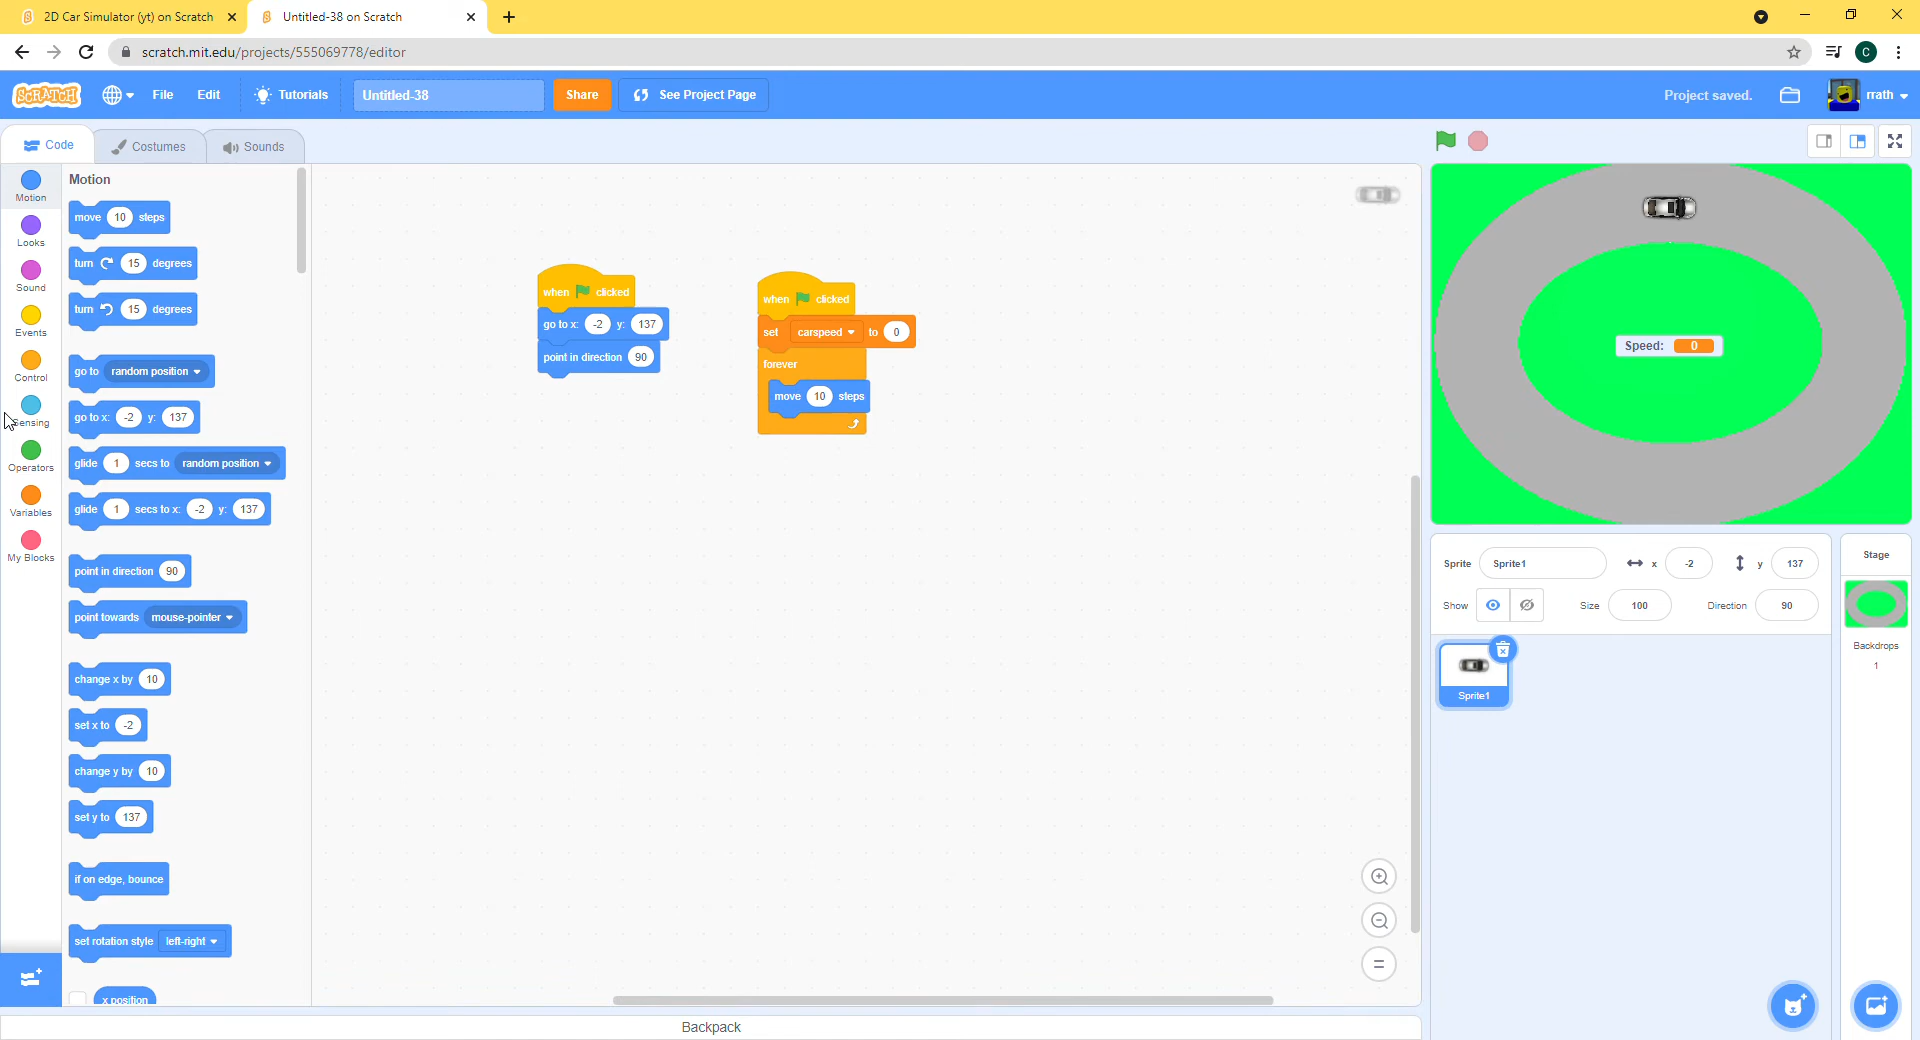 2D Car Simulator (yt) on Scratch
Untitled-38 on Scratch
scratch.mit.edu/projects/555069778/editor
C
SCRATCH
File
Edit
Tutorials
Untitled-38
Share
See Project Page
Project saved.
rrath
Code
Costumes
Sounds
Motion
Looks
Sound
Events
Control
Sensing
Operators
Variables
My Blocks
Motion
move 10 steps
turn 15 degrees
turn 15 degrees
go to random position
go to x: -2 y: 137
glide 1 secs to random position
glide 1 secs to x: -2 y: 137
point in direction 90
point towards mouse-pointer
change x by 10
set x to -2
change y by 10
set y to 137
if on edge, bounce
set rotation style left-right
x position
when clicked
go to x: -2 y: 137
point in direction 90
when clicked
set carspeed to 0
forever
move 10 steps
Backpack
Speed: 0
Sprite Sprite1 x -2 y 137
Show Size 100 Direction 90
Sprite1
Stage
Backdrops
1